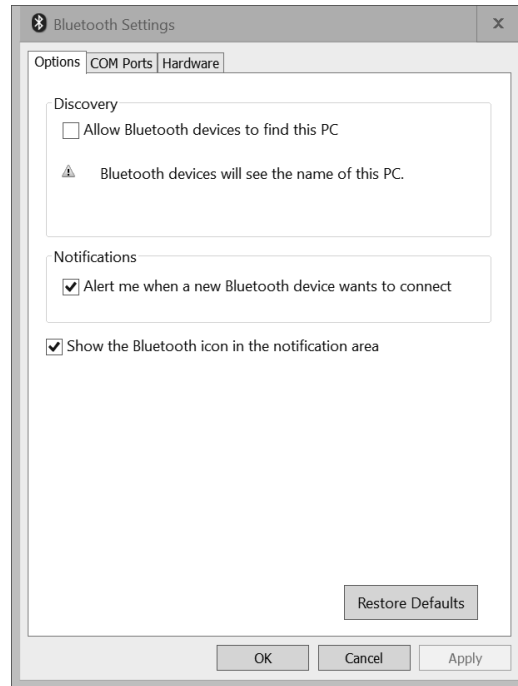 Bluetooth Settings
X
Options COM Ports Hardware
Discovery
Allow Bluetooth devices to find this PC
Bluetooth devices will see the name of this PC.
Notifications
Alert me when a new Bluetooth device wants to connect
Show the Bluetooth icon in the notification area
Restore Defaults
OK Cancel Apply